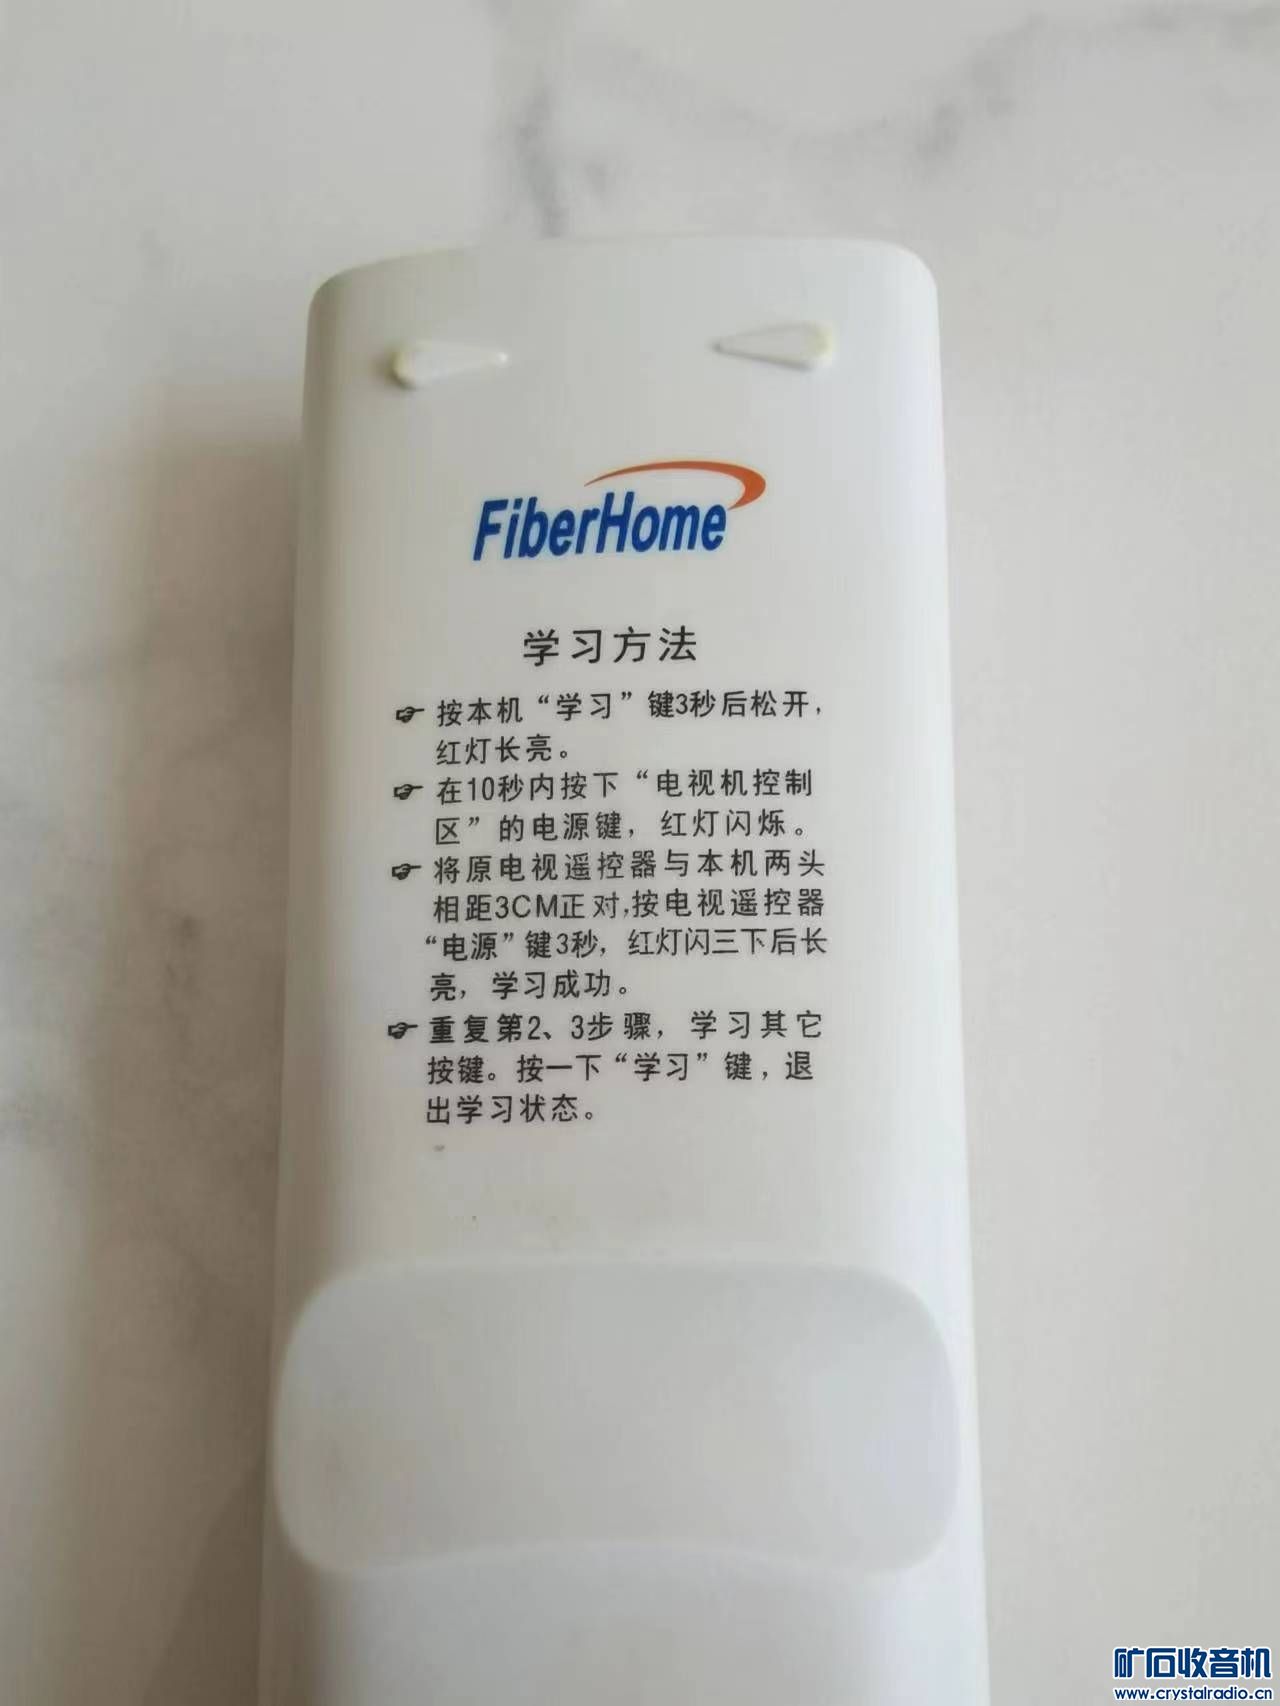 FiberHome
学习方法
☞ 按本机“学习”键3秒后松开,
红灯长亮。
☞ 在10秒内按下“电视机控制
区”的电源键，红灯闪烁。
☞ 将原电视遥控器与本机两头
相距3CM正对,按电视遥控器
“电源”键3秒，红灯闪三下后长
亮，学习成功。
☞ 重复第2、3步骤，学习其它
按键。按一下“学习”键，退
出学习状态。
矿石收音机
www.crystalradio.cn